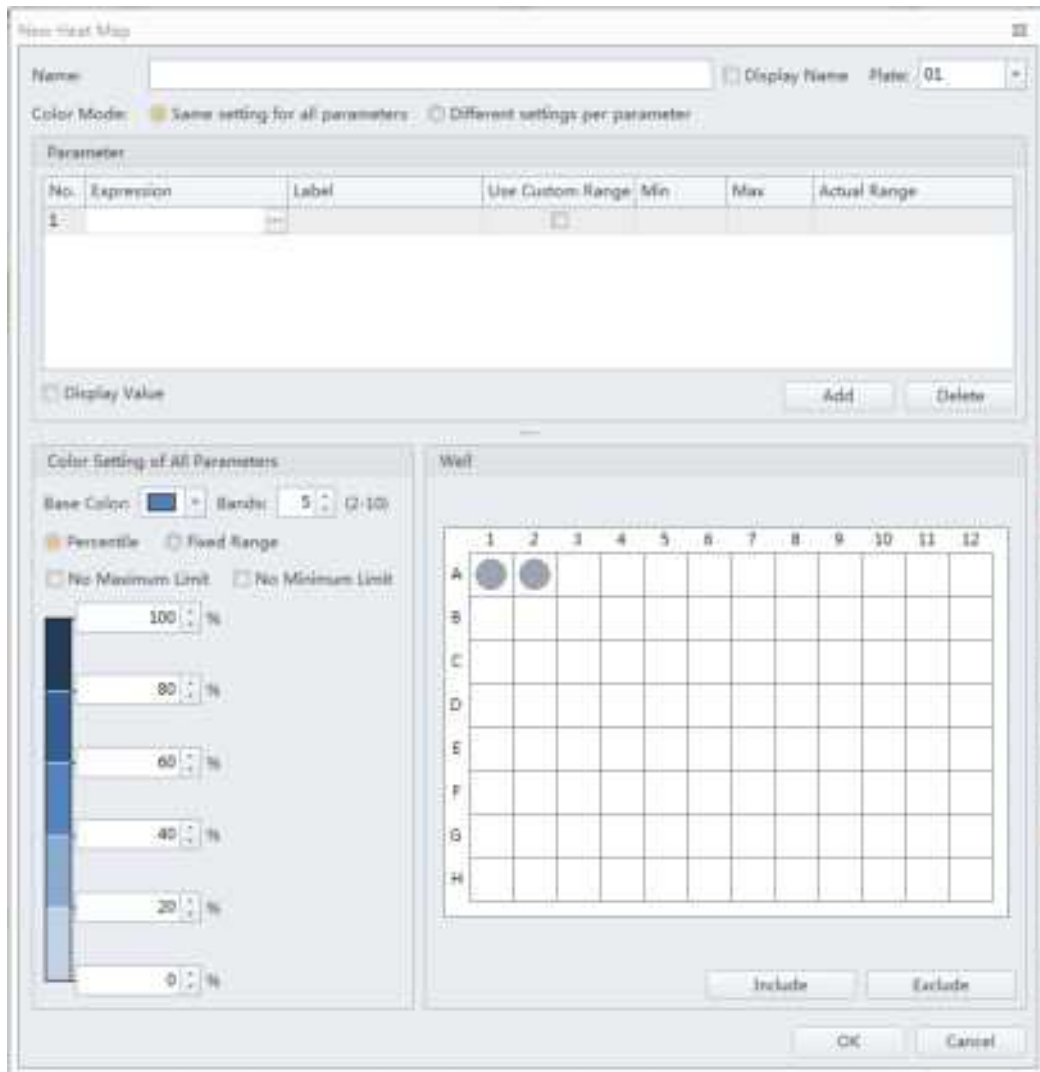 New Heat Map
Name: Display Name Plate: 01
Color Mode: Same setting for all parameters Different settings per parameter
Parameter
No. Expression Label Use Custom Range Min Max Actual Range
1 ...
Display Value Add Delete
Color Setting of All Parameters
Base Color: Bands: 5 (2-10)
Percentile Fixed Range
No Maximum Limit No Minimum Limit
100 %
80 %
60 %
40 %
20 %
0 %
Well
1 2 3 4 5 6 7 8 9 10 11 12
A
B
C
D
E
F
G
H
Include Exclude
OK Cancel